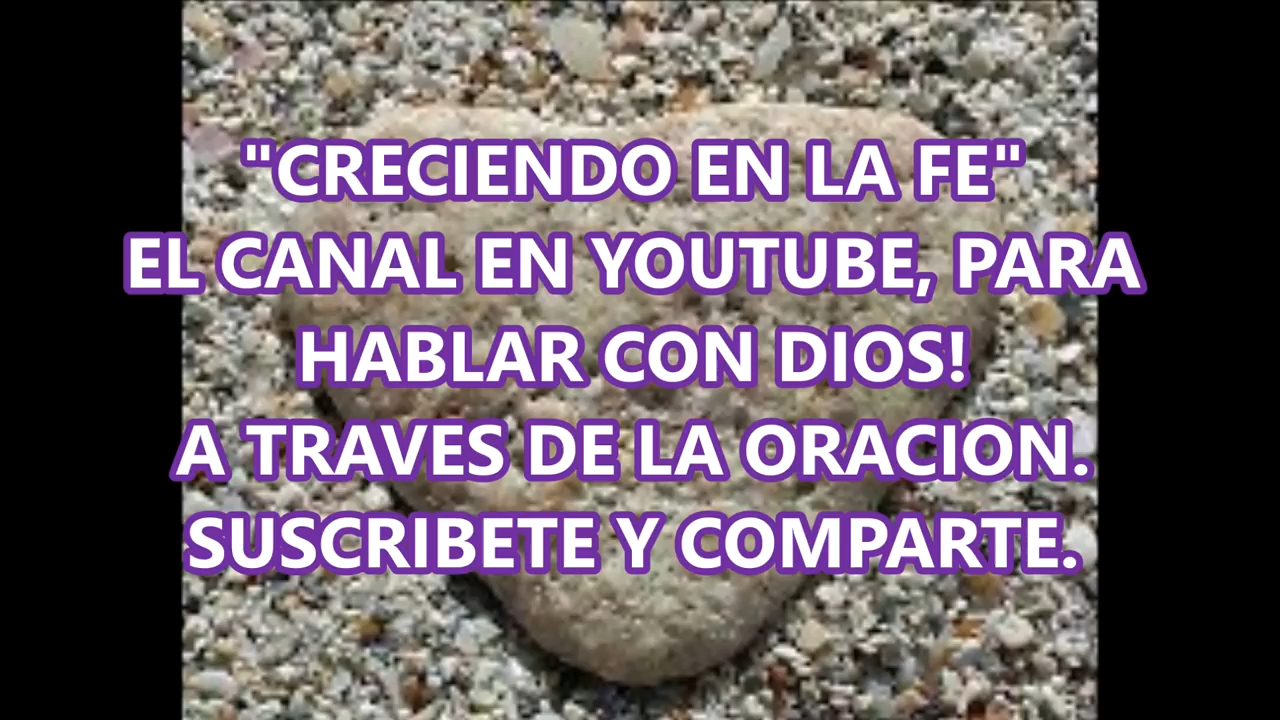 "CRECIENDO EN LA FE"
EL CANAL EN YOUTUBE, PARA
HABLAR CON DIOS!
A TRAVES DE LA ORACION.
SUSCRIBETE Y COMPARTE.